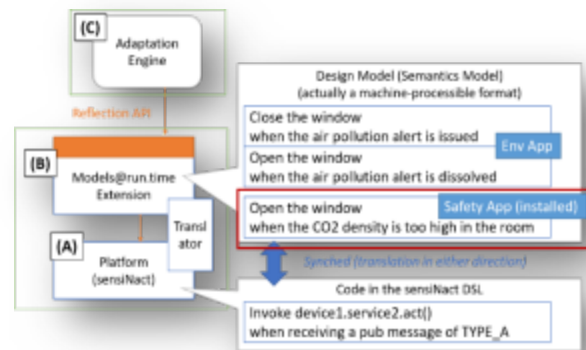 (C)
Adaptation
Engine
Reflection API
(B)
Models@run.time
Extension
Transl
ator
(A)
Platform
(sensiNact)
Design Model (Semantics Model)
(actually a machine-processible format)
Close the window
when the air pollution alert is issued
Env App
Open the window
when the air pollution alert is dissolved
Safety App (installed)
Open the window
when the CO2 density is too high in the room
Synched (translation in either direction)
Code in the sensiNact DSL
Invoke device1.service2.act()
when receiving a pub message of TYPE_A